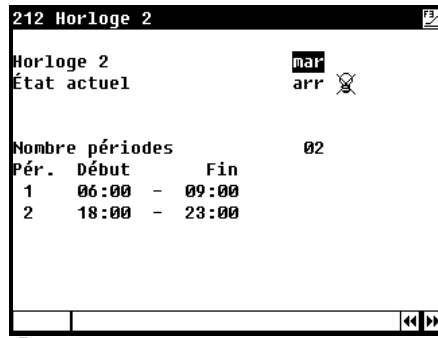 212 Horloge 2 F3
Horloge 2 mar
État actuel arr
Nombre périodes 02
Pér. Début Fin
1 06:00 - 09:00
2 18:00 - 23:00